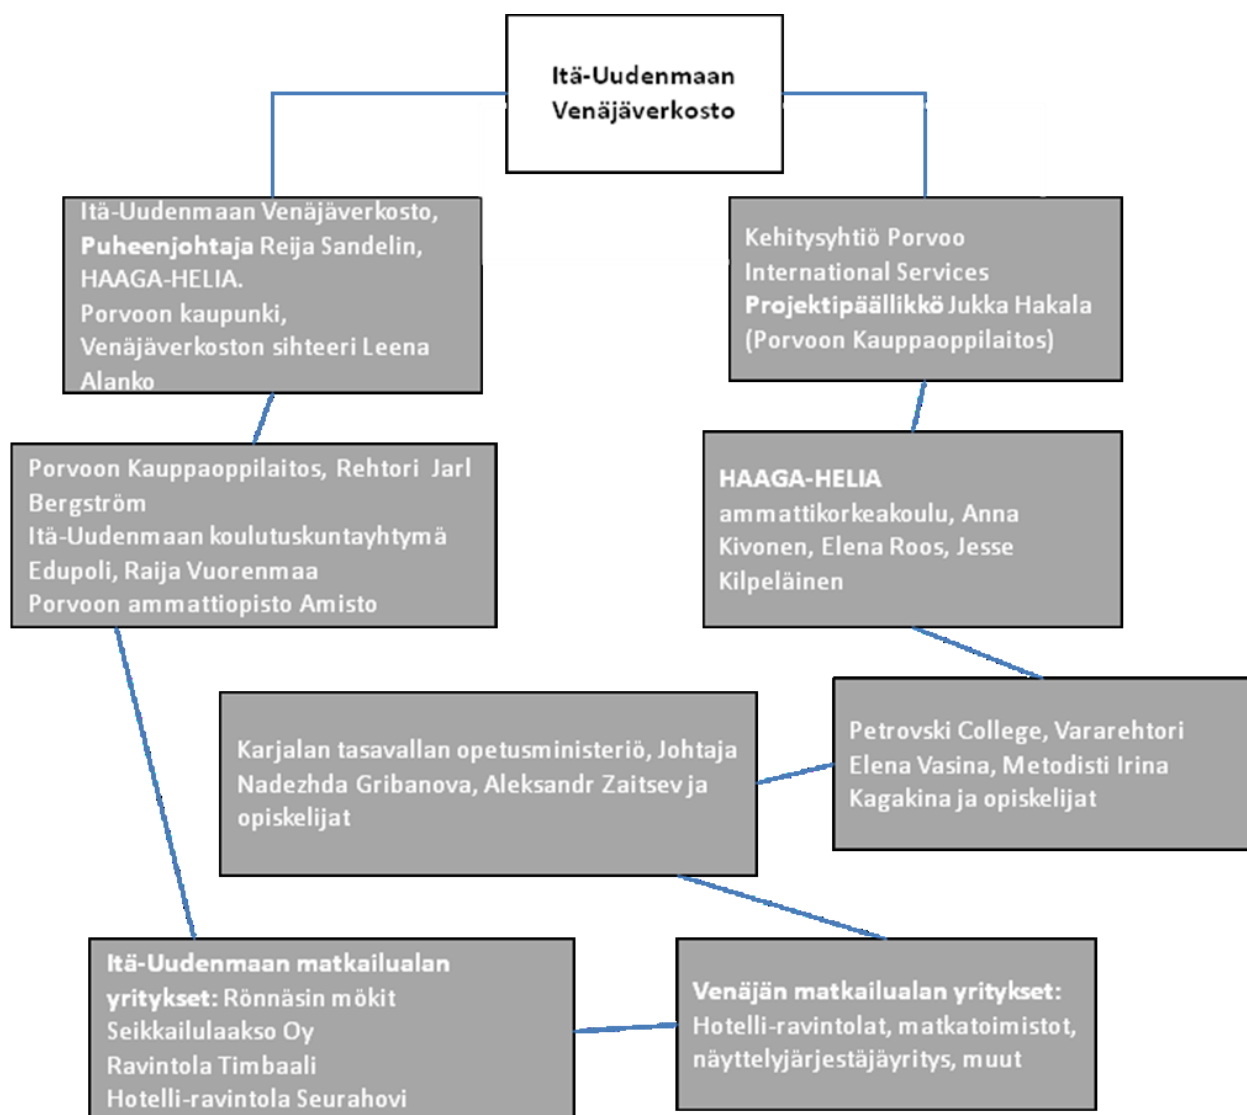 Itä-Uudenmaan
Venäjäverkosto
Itä-Uudenmaan Venäjäverkosto,
Puheenjohtaja Reija Sandelin,
HAAGA-HELIA.
Porvoon kaupunki,
Venäjäverkoston sihteeri Leena
Alanko
Kehitysyhtiö Porvoo
International Services
Projektipäällikkö Jukka Hakala
(Porvoon Kauppaoppilaitos)
Porvoon Kauppaoppilaitos, Rehtori Jarl
Bergström
Itä-Uudenmaan koulutuskuntayhtymä
Edupoli, Raija Vuorenmaa
Porvoon ammattiopisto Amisto
HAAGA-HELIA
ammattikorkeakoulu, Anna
Kivonen, Elena Roos, Jesse
Kilpeläinen
Karjalan tasavallan opetusministeriö, Johtaja
Nadezhda Gribanova, Aleksandr Zaitsev ja
opiskelijat
Petrovski College, Vararehtori
Elena Vasina, Metodisti Irina
Kagakina ja opiskelijat
Itä-Uudenmaan matkailualan
yritykset: Rönnäsin mökit
Seikkailulaakso Oy
Ravintola Timbaali
Hotelli-ravintola Seurahovi
Venäjän matkailualan yritykset:
Hotelli-ravintolat, matkatoimistot,
näyttelyjärjestäjäyritys, muut